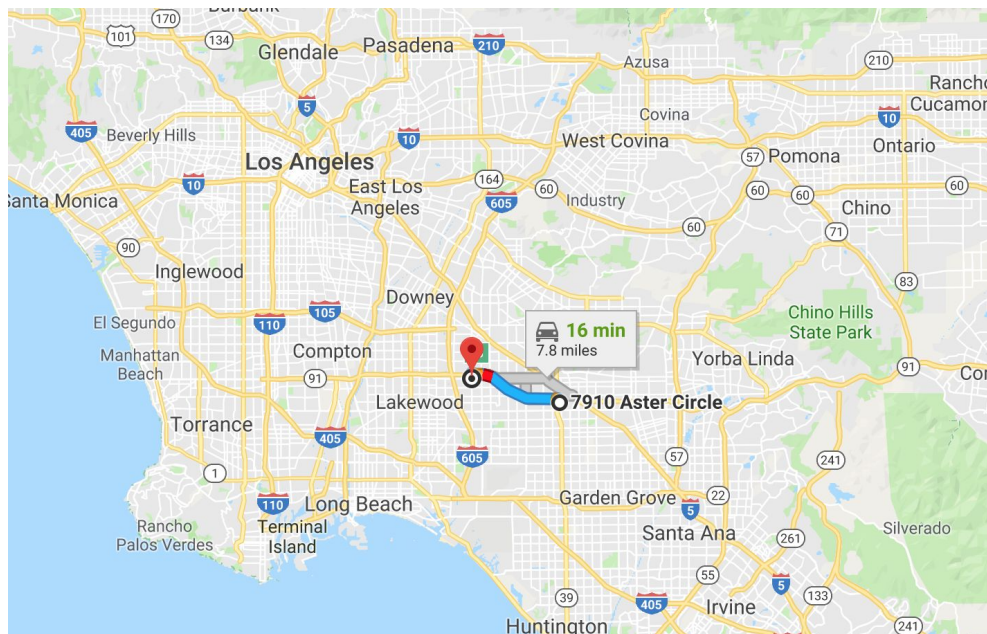 Burbank
170
101
134
Glendale
Pasadena
210
Azusa
210
Rancho
Cucamon
5
Covina
405
Beverly Hills
10
West Covina
10
Ontario
57
Pomona
Los Angeles
10
East Los
Angeles
164
60
605
Industry
60
60
60
Santa Monica
Chino
60
71
90
Inglewood
83
Downey
105
El Segundo
110
Chino Hills
State Park
16 min
7.8 miles
Manhattan
Beach
Compton
Yorba Linda
91
91
Lakewood
7910 Aster Circle
Torrance
405
605
57
241
1
110
Long Beach
Garden Grove
22
5
Rancho
Palos Verdes
Terminal
Island
Santa Ana
Silverado
261
55
5
39
405
Irvine
133
Huntington
241